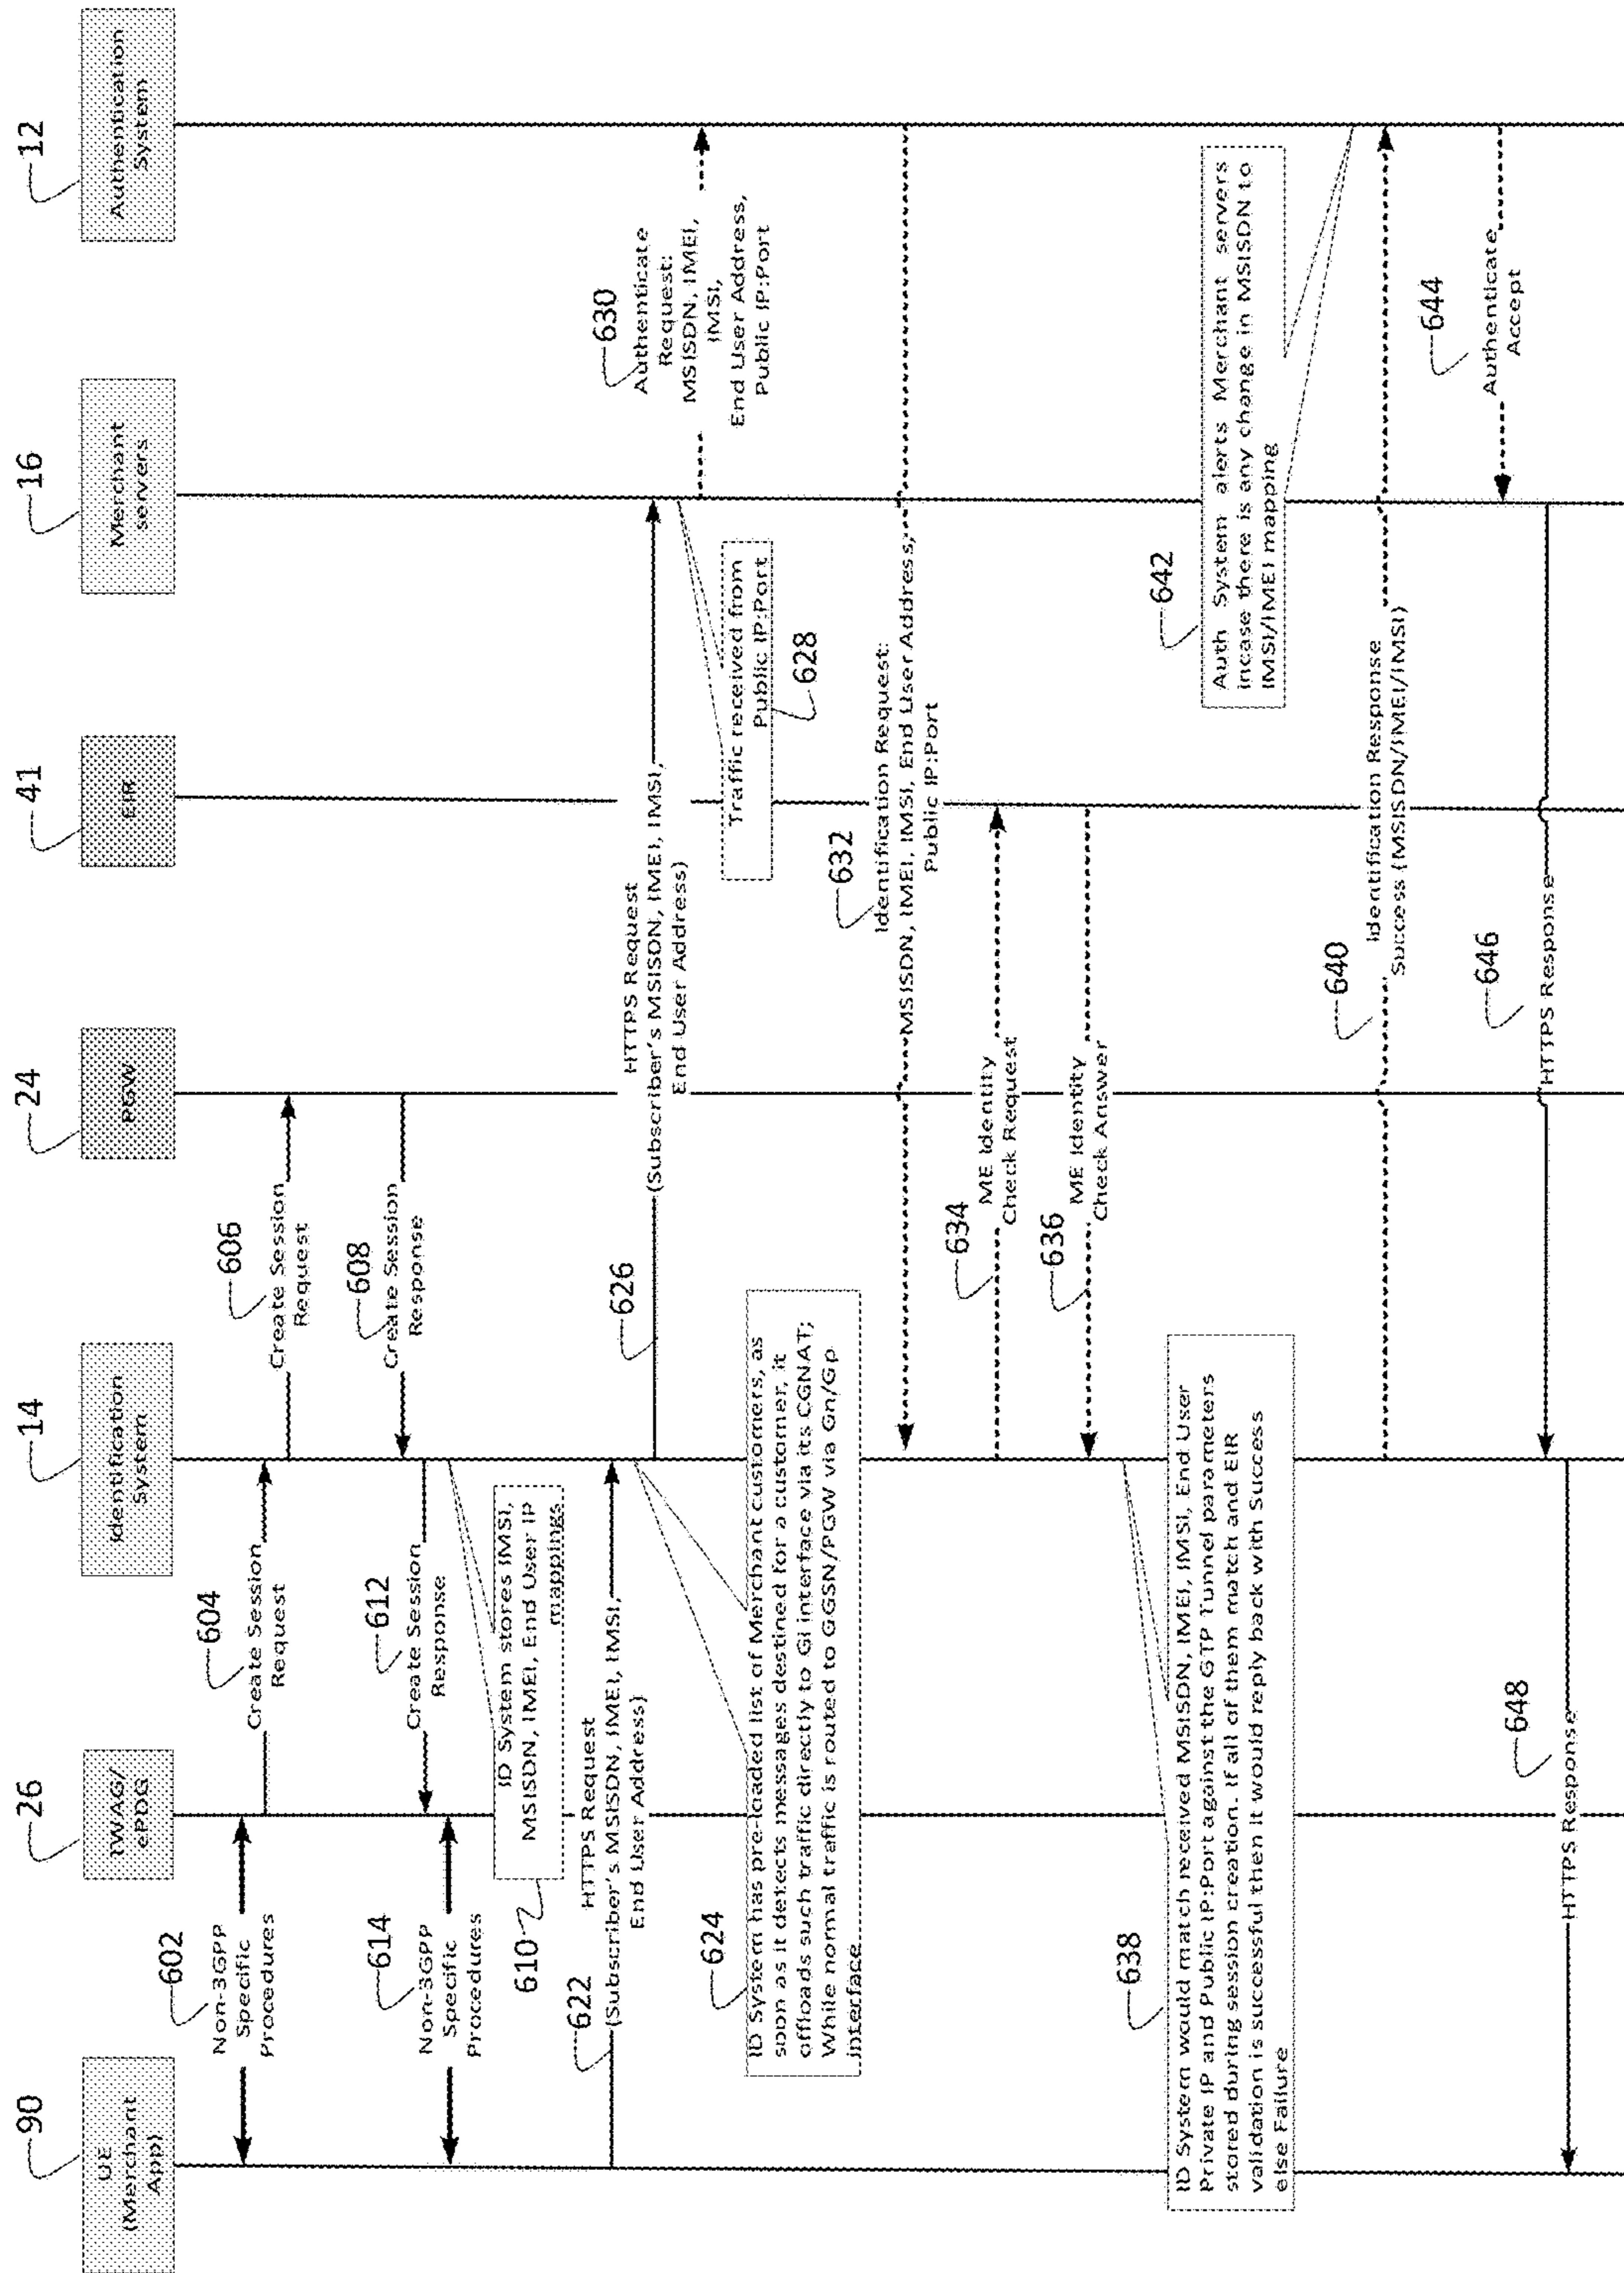 90
UE
(Merchant
App)
26
TWAG/
ePDG
14
Identification
System
24
PGW
41
EIR
16
Merchant
servers
12
Authentication
System
602
Non-3GPP
Specific
Procedures
604
Create Session
Request
606
Create Session
Request
608
Create Session
Response
612
Create Session
Response
614
Non-3GPP
Specific
Procedures
610
ID System stores IMSI,
MSISDN, IMEI, End User IP
mappings
622
HTTPS Request
(Subscriber's MSISDN, IMEI, IMSI,
End User Address)
626
HTTPS Request
(Subscriber's MSISDN, IMEI, IMSI,
End User Address)
624
ID System has pre-loaded list of Merchant customers, as
soon as it detects messages destined for a customer, it
offloads such traffic directly to Gi interface via its CGNAT;
While normal traffic is routed to GGSN/PGW via Gn/Gp
interface
Traffic received from
Public IP:Port
628
630
Authenticate
Request:
MSISDN, IMEI,
IMSI,
End User Address,
Public IP:Port
632
Identification Request:
MSISDN, IMEI, IMSI, End User Address,
Public IP:Port
634
ME Identity
Check Request
636
ME Identity
Check Answer
638
ID System would match received MSISDN, IMEI, IMSI, End User
Private IP and Public IP:Port against the GTP Tunnel parameters
stored during session creation. If all of them match and EIR
validation is successful then it would reply back with Success
else Failure
640
Identification Response
Success (MSISDN/IMEI/IMSI)
642
Auth System alerts Merchant servers
incase there is any change in MSISDN to
IMSI/IMEI mapping
644
Authenticate
Accept
646
HTTPS Response
648
HTTPS Response